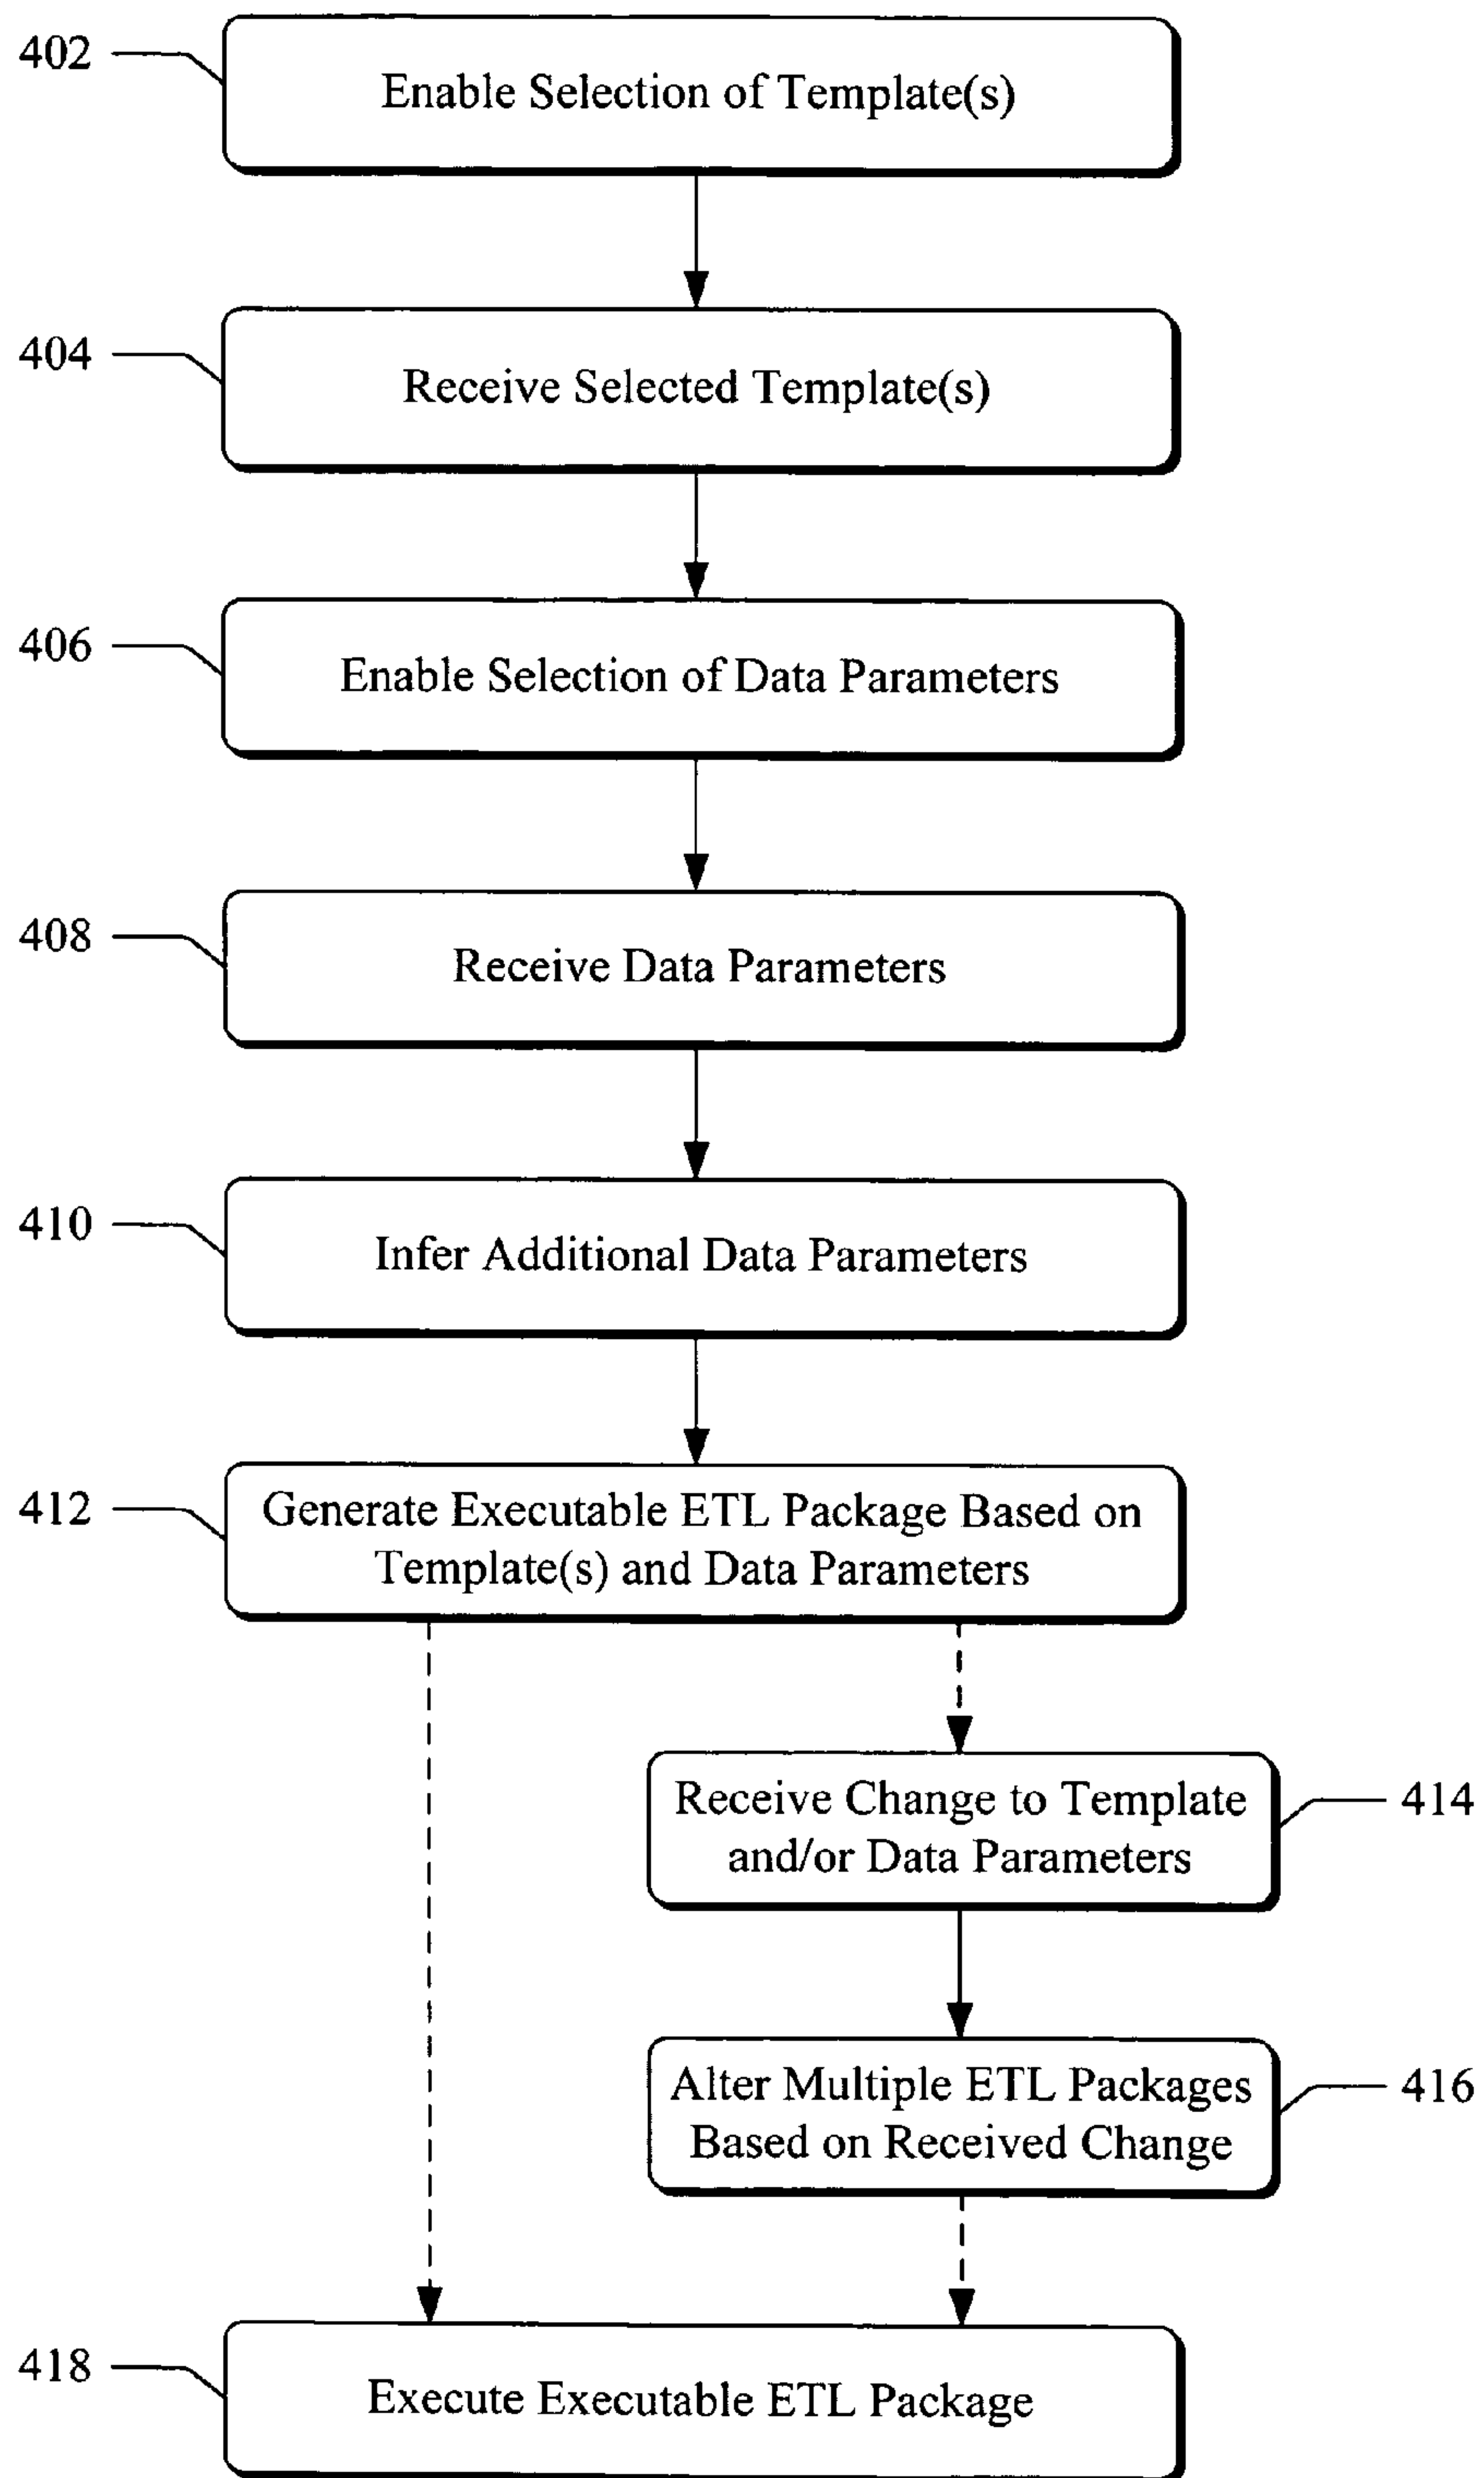 402
Enable Selection of Template(s)
404
Receive Selected Template(s)
406
Enable Selection of Data Parameters
408
Receive Data Parameters
410
Infer Additional Data Parameters
412
Generate Executable ETL Package Based on
Template(s) and Data Parameters
Receive Change to Template
and/or Data Parameters
414
Alter Multiple ETL Packages
Based on Received Change
416
418
Execute Executable ETL Package